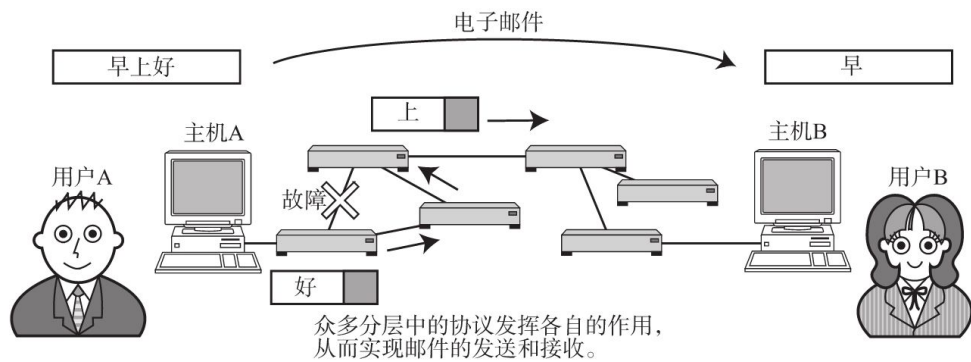 电子邮件
早上好
早
上
主机A
主机B
用户A
故障
用户B
好
众多分层中的协议发挥各自的作用，
从而实现邮件的发送和接收。